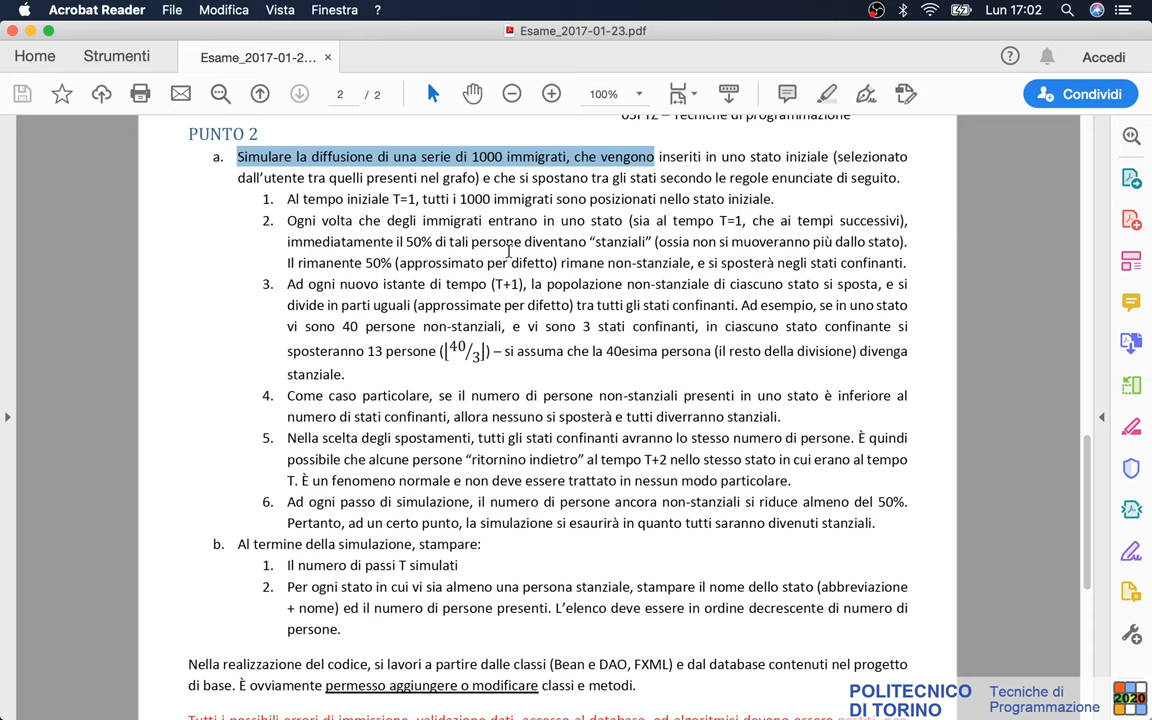 Acrobat Reader File Modifica Vista Finestra ? Lun 17:02
Esame_2017-01-23.pdf
Home Strumenti Esame_2017-01-2... × Accedi
2 / 2 100% Condividi
PUNTO 2
a. Simulare la diffusione di una serie di 1000 immigrati, che vengono inseriti in uno stato iniziale (selezionato
dall'utente tra quelli presenti nel grafo) e che si spostano tra gli stati secondo le regole enunciate di seguito.
1. Al tempo iniziale T=1, tutti i 1000 immigrati sono posizionati nello stato iniziale.
2. Ogni volta che degli immigrati entrano in uno stato (sia al tempo T=1, che ai tempi successivi),
immediatamente il 50% di tali persone diventano “stanziali” (ossia non si muoveranno più dallo stato).
Il rimanente 50% (approssimato per difetto) rimane non-stanziale, e si sposterà negli stati confinanti.
3. Ad ogni nuovo istante di tempo (T+1), la popolazione non-stanziale di ciascuno stato si sposta, e si
divide in parti uguali (approssimate per difetto) tra tutti gli stati confinanti. Ad esempio, se in uno stato
vi sono 40 persone non-stanziali, e vi sono 3 stati confinanti, in ciascuno stato confinante si
sposteranno 13 persone (⌊40/3⌋) – si assuma che la 40esima persona (il resto della divisione) divenga
stanziale.
4. Come caso particolare, se il numero di persone non-stanziali presenti in uno stato è inferiore al
numero di stati confinanti, allora nessuno si sposterà e tutti diverranno stanziali.
5. Nella scelta degli spostamenti, tutti gli stati confinanti avranno lo stesso numero di persone. È quindi
possibile che alcune persone “ritornino indietro” al tempo T+2 nello stesso stato in cui erano al tempo
T. È un fenomeno normale e non deve essere trattato in nessun modo particolare.
6. Ad ogni passo di simulazione, il numero di persone ancora non-stanziali si riduce almeno del 50%.
Pertanto, ad un certo punto, la simulazione si esaurirà in quanto tutti saranno divenuti stanziali.
b. Al termine della simulazione, stampare:
1. Il numero di passi T simulati
2. Per ogni stato in cui vi sia almeno una persona stanziale, stampare il nome dello stato (abbreviazione
+ nome) ed il numero di persone presenti. L'elenco deve essere in ordine decrescente di numero di
persone.
Nella realizzazione del codice, si lavori a partire dalle classi (Bean e DAO, FXML) e dal database contenuti nel progetto
di base. È ovviamente permesso aggiungere o modificare classi e metodi.
POLITECNICO
DI TORINO
Tecniche di
Programmazione
2020